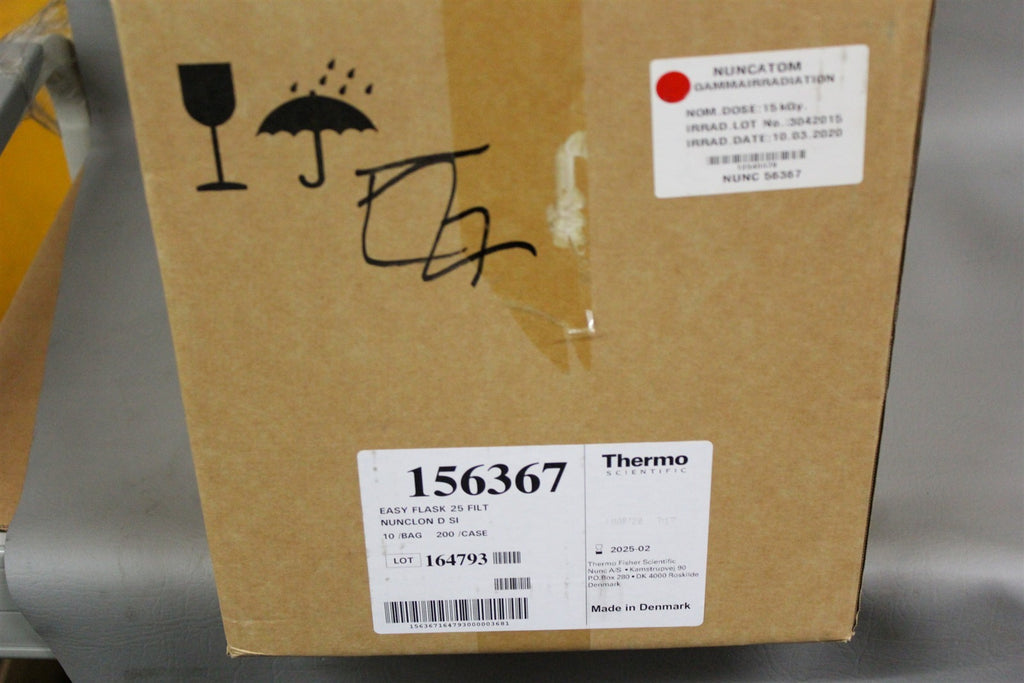 NUNCATOM
GAMMAIRRADIATION
NOM.DOSE:15 kGy.
IRRAD.LOT No.:3042015
IRRAD.DATE:10.03.2020
NUNC 56367
156367
EASY FLASK 25 FILT
NUNCLON D SI
10 /BAG 200 /CASE
LOT 164793
156367164793000003681
Thermo
SCIENTIFIC
2025-02
Thermo Fisher Scientific
Nunc A/S • Kamstrupvej 90
P.O.Box 280 • DK 4000 Roskilde
Denmark
Made in Denmark